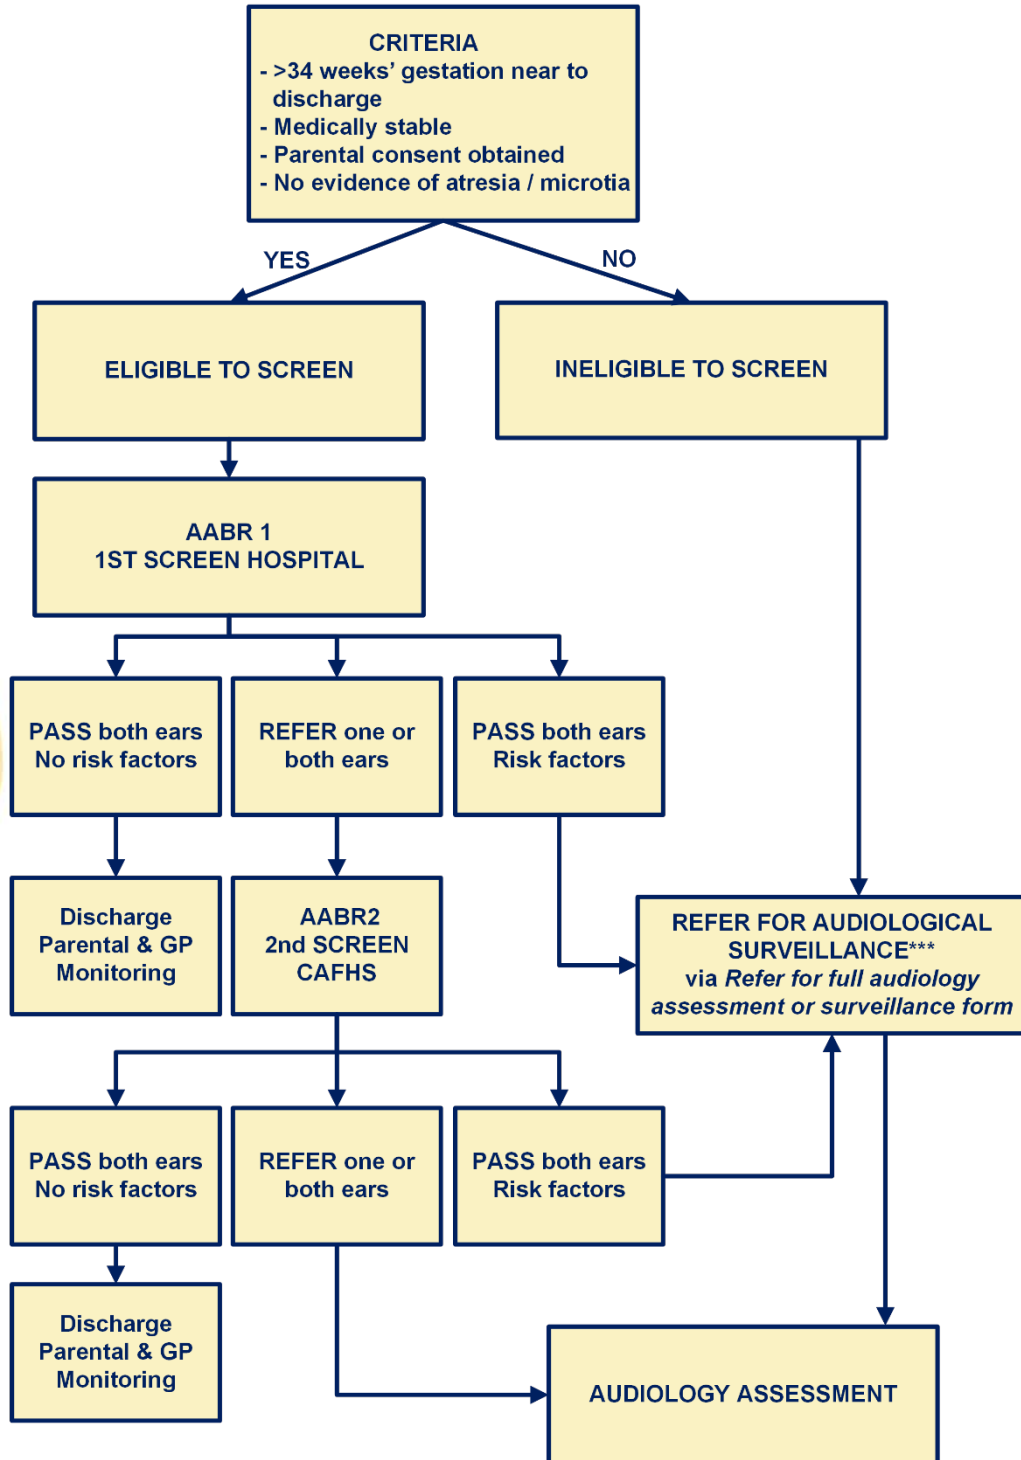 CRITERIA
- >34 weeks' gestation near to
discharge
- Medically stable
- Parental consent obtained
- No evidence of atresia / microtia
YES
NO
ELIGIBLE TO SCREEN
INELIGIBLE TO SCREEN
AABR 1
1ST SCREEN HOSPITAL
PASS both ears
No risk factors
REFER one or
both ears
PASS both ears
Risk factors
Discharge
Parental & GP
Monitoring
AABR2
2nd SCREEN
CAFHS
REFER FOR AUDIOLOGICAL
SURVEILLANCE***
via Refer for full audiology
assessment or surveillance form
PASS both ears
No risk factors
REFER one or
both ears
PASS both ears
Risk factors
Discharge
Parental & GP
Monitoring
AUDIOLOGY ASSESSMENT